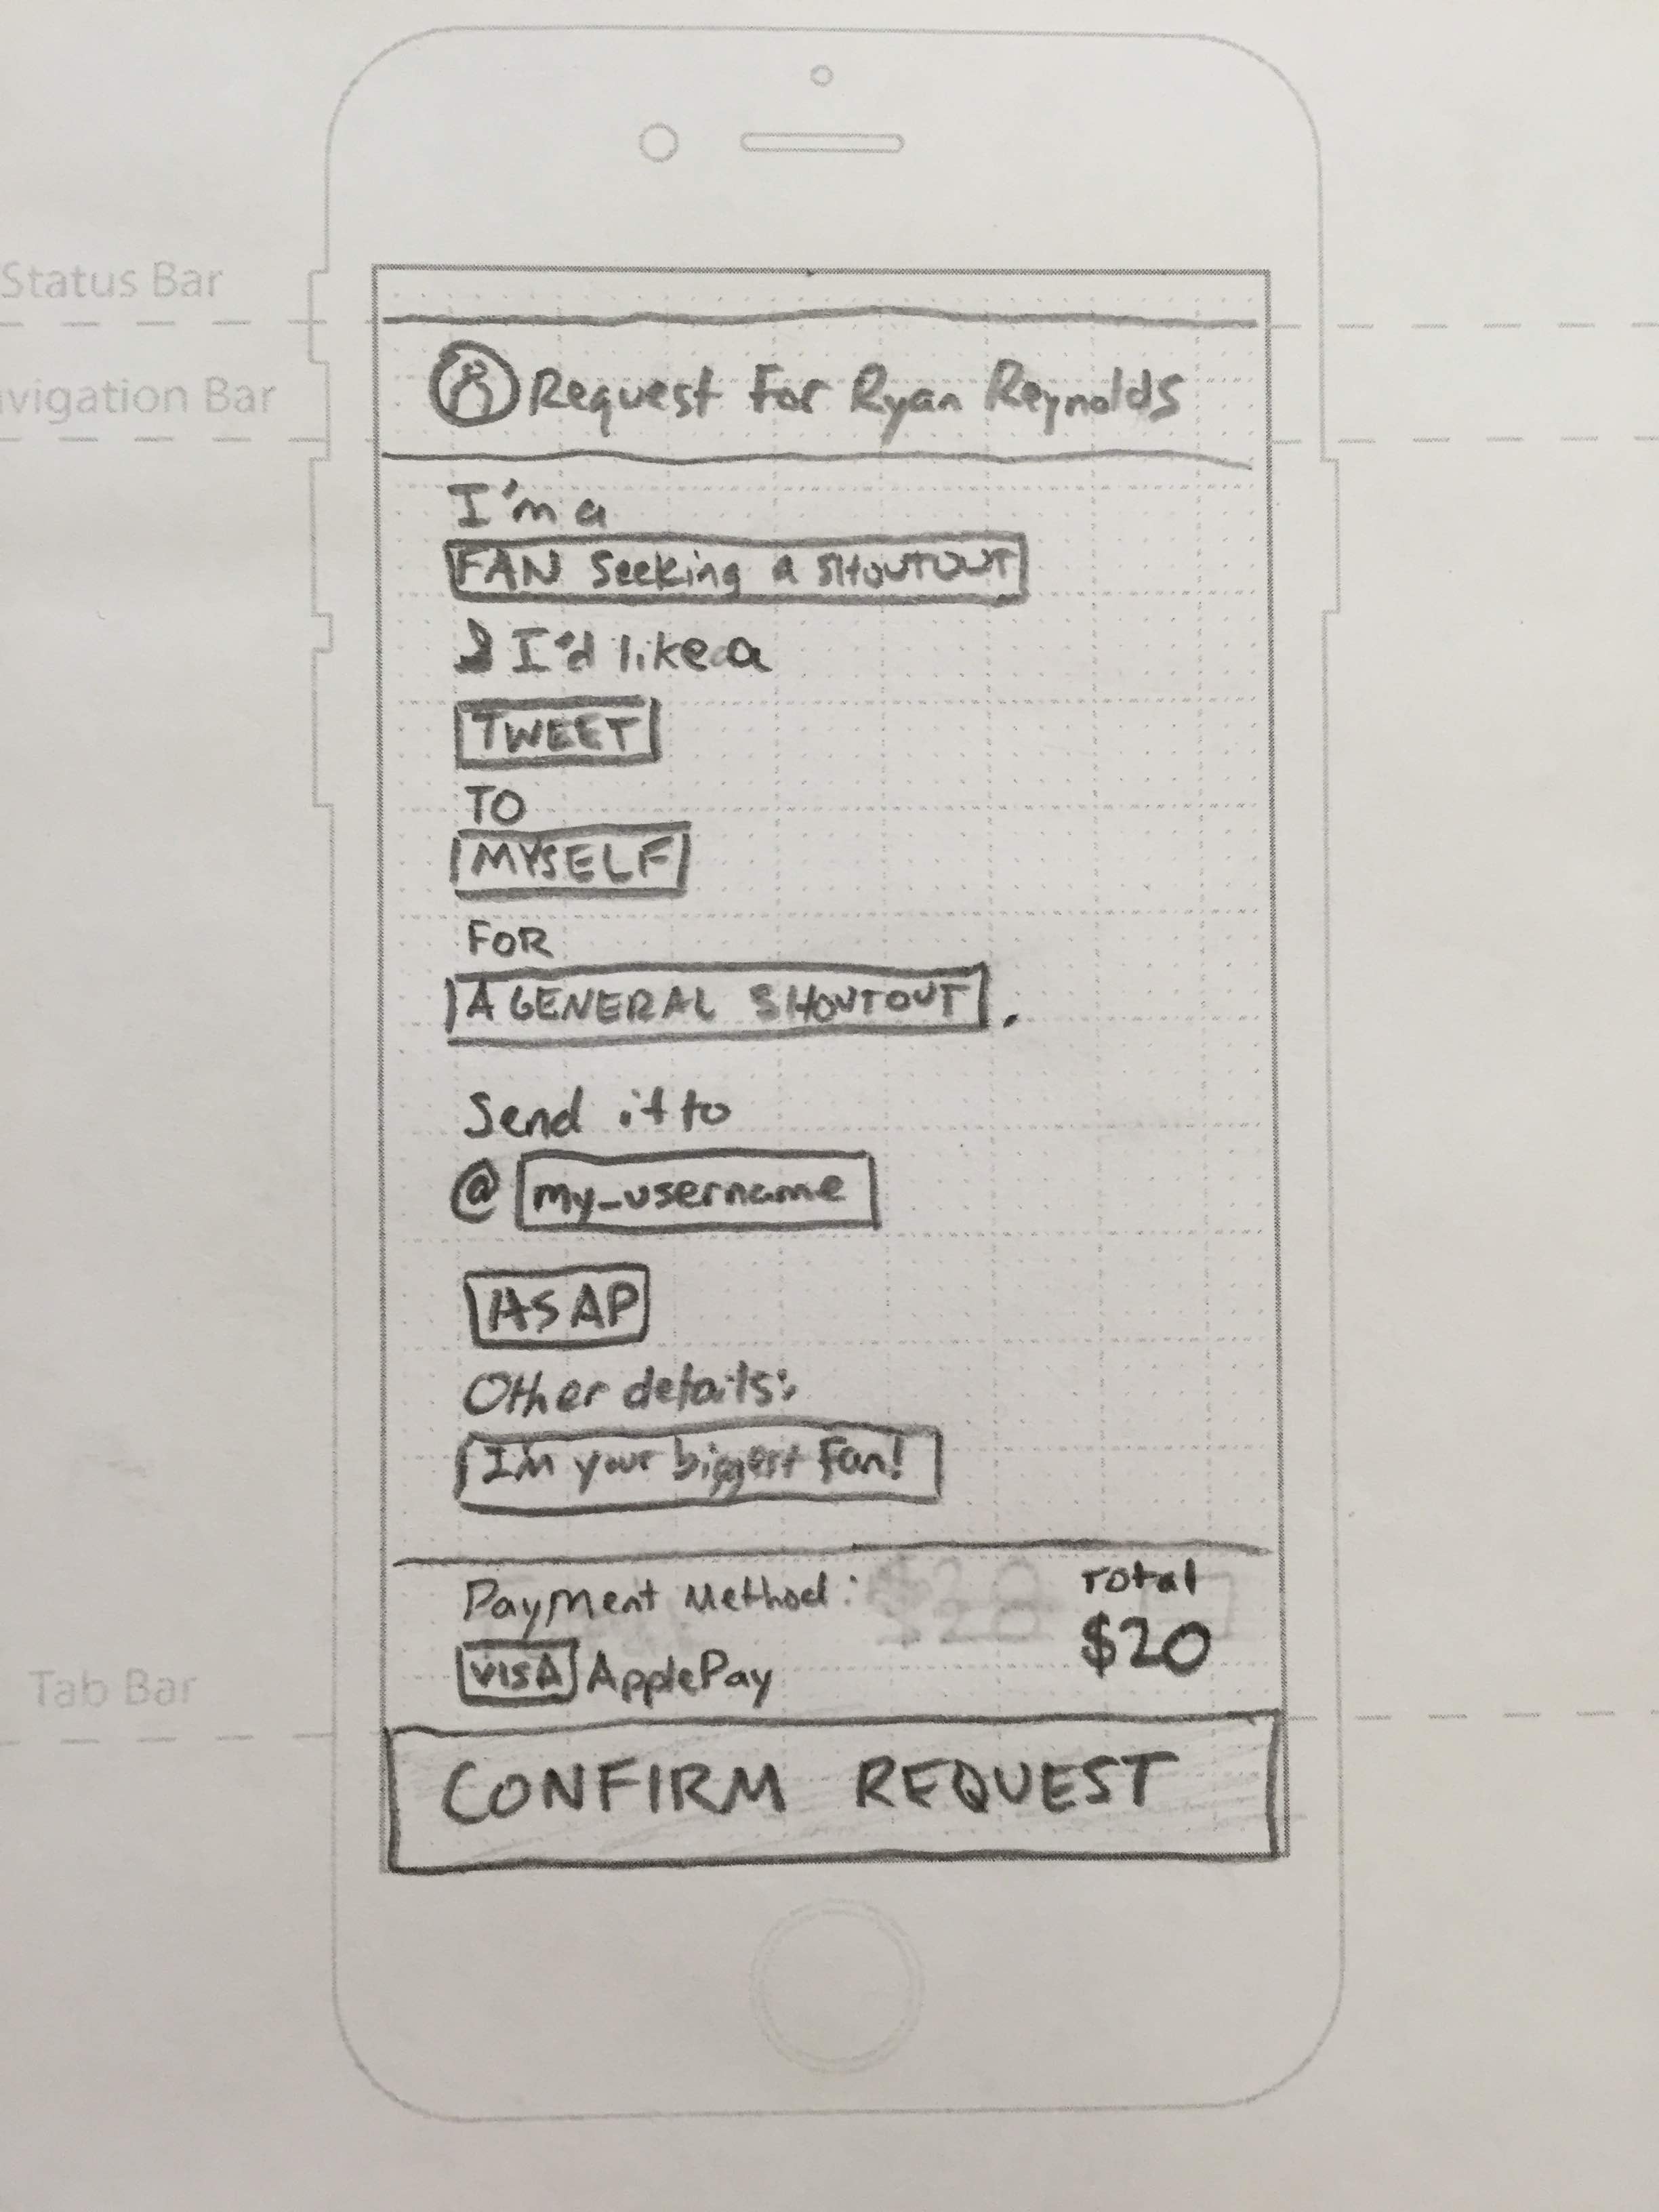 Status Bar
avigation Bar
Request For Ryan Reynolds
I'm a
FAN Seeking a SHOUTOUT
I'd like a
TWEET
TO
MYSELF
FOR
A GENERAL SHOUTOUT.
Send it to
@ my_username
ASAP
Other details:
I'm your biggest fan!
Payment Method:
Total
$20
VISA ApplePay
Tab Bar
CONFIRM REQUEST